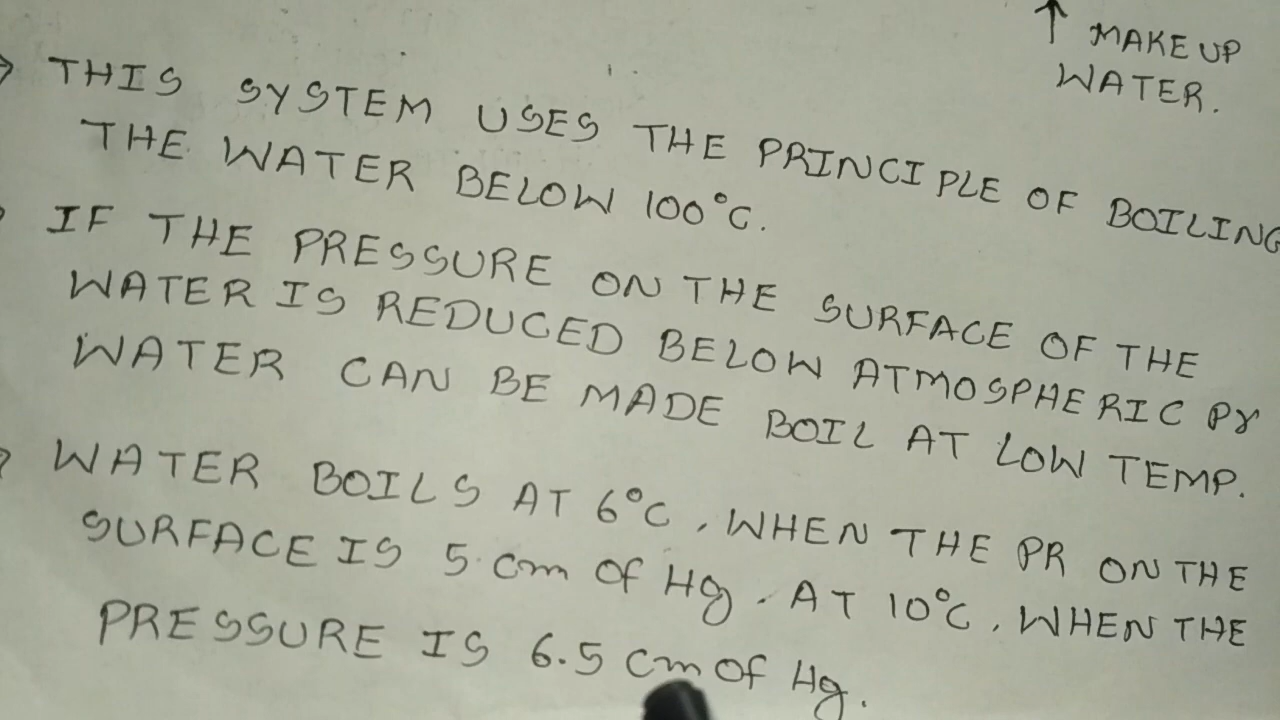 ↑ MAKE UP
WATER.
THIS SYSTEM USES THE PRINCIPLE OF BOILING
THE WATER BELOW 100°C.
IF THE PRESSURE ON THE SURFACE OF THE
WATER IS REDUCED BELOW ATMOSPHERIC Pr
WATER CAN BE MADE BOIL AT LOW TEMP.
WATER BOILS AT 6°C, WHEN THE PR ON THE
SURFACE IS 5 cm Of Hg. AT 10°C, WHEN THE
PRESSURE IS 6.5 cm Of Hg.